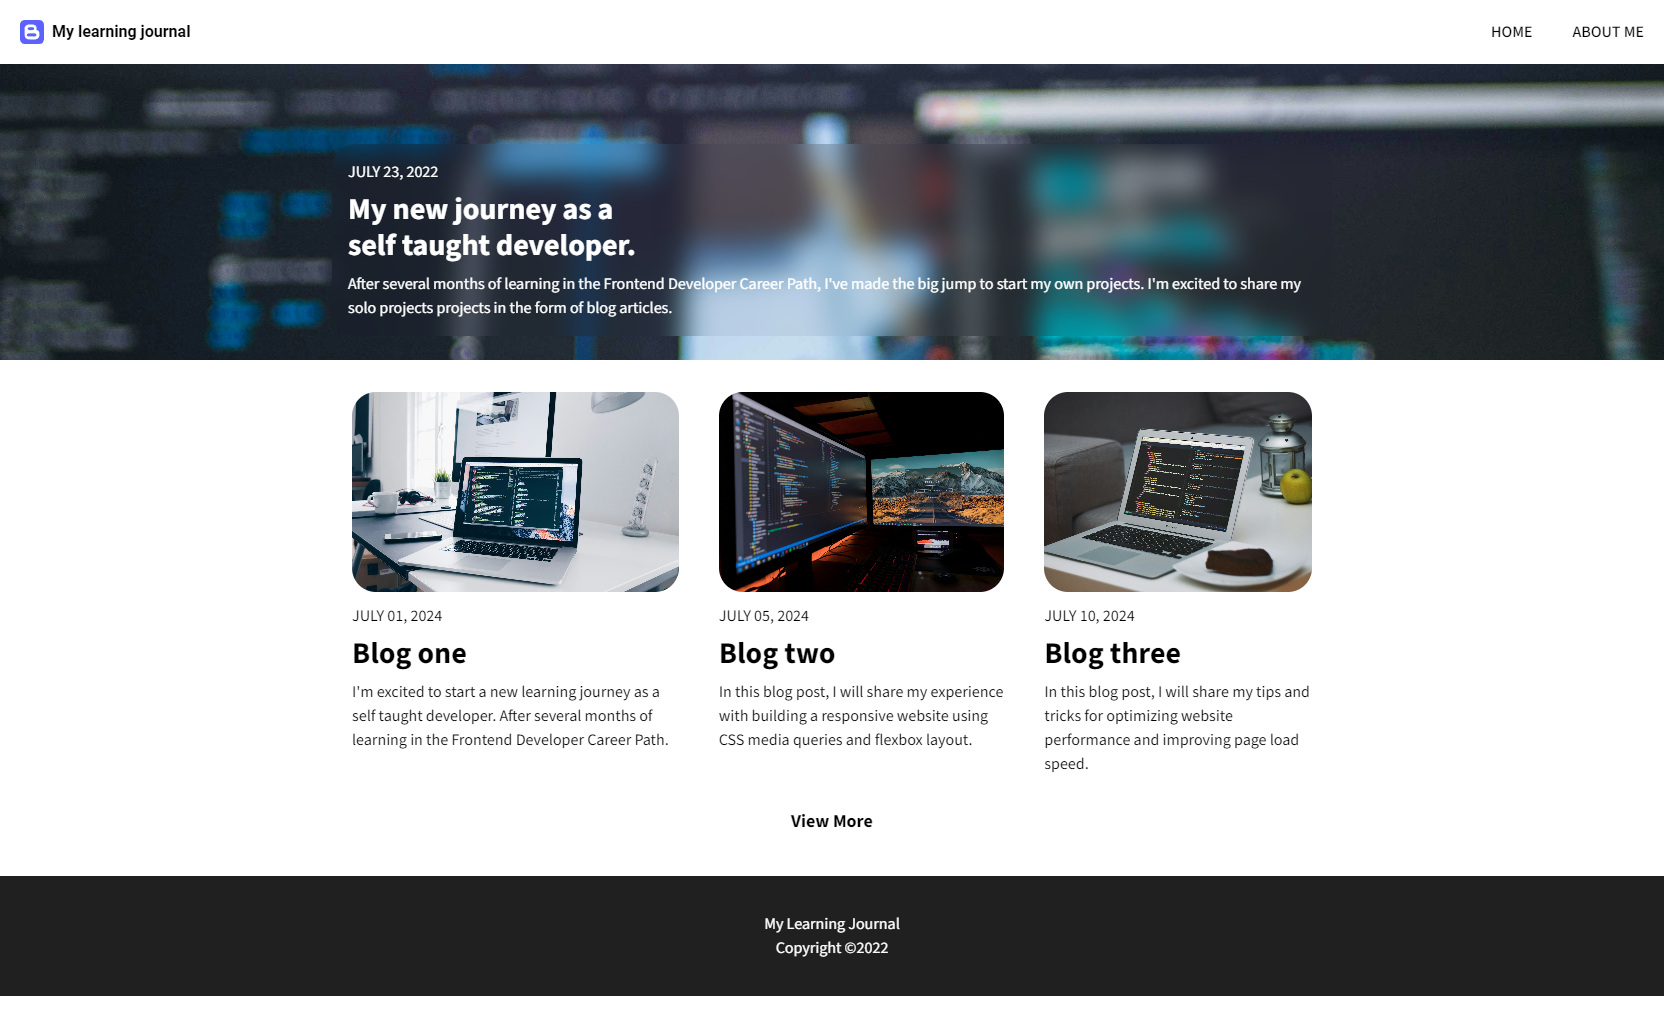 My learning journal
HOME
ABOUT ME
JULY 23, 2022
My new journey as a
self taught developer.
After several months of learning in the Frontend Developer Career Path, I've made the big jump to start my own projects. I'm excited to share my
solo projects projects in the form of blog articles.
JULY 01, 2024
Blog one
I'm excited to start a new learning journey as a
self taught developer. After several months of
learning in the Frontend Developer Career Path.
JULY 05, 2024
Blog two
In this blog post, I will share my experience
with building a responsive website using
CSS media queries and flexbox layout.
JULY 10, 2024
Blog three
In this blog post, I will share my tips and
tricks for optimizing website
performance and improving page load
speed.
View More
My Learning Journal
Copyright ©2022